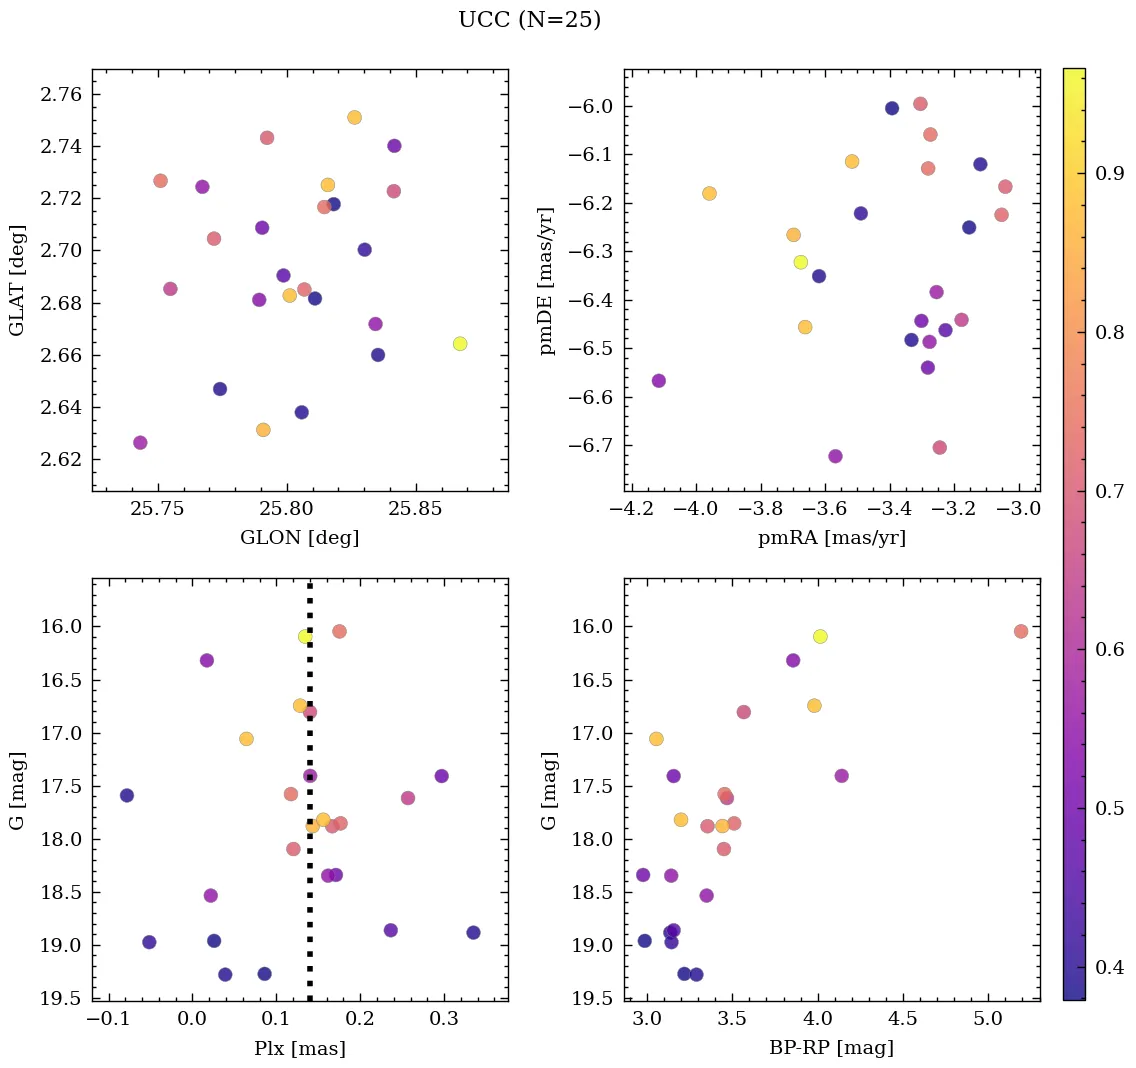 UCC (N=25)
2.76
2.74
2.72
2.70
2.68
2.66
2.64
2.62
GLAT [deg]
25.75 25.80 25.85
GLON [deg]
−6.0
−6.1
−6.2
−6.3
−6.4
−6.5
−6.6
−6.7
pmDE [mas/yr]
−4.2 −4.0 −3.8 −3.6 −3.4 −3.2 −3.0
pmRA [mas/yr]
16.0
16.5
17.0
17.5
18.0
18.5
19.0
19.5
G [mag]
−0.1 0.0 0.1 0.2 0.3
Plx [mas]
16.0
16.5
17.0
17.5
18.0
18.5
19.0
19.5
G [mag]
3.0 3.5 4.0 4.5 5.0
BP-RP [mag]
0.9
0.8
0.7
0.6
0.5
0.4